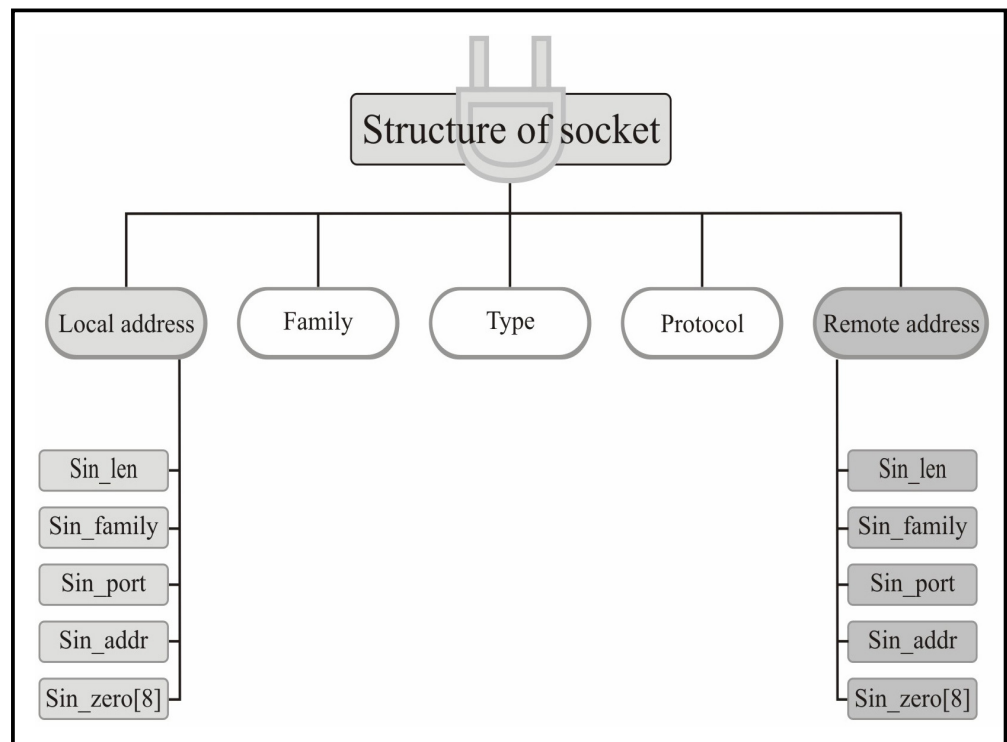 Structure of socket
Local address
Family
Type
Protocol
Remote address
Sin_len
Sin_family
Sin_port
Sin_addr
Sin_zero[8]
Sin_len
Sin_family
Sin_port
Sin_addr
Sin_zero[8]